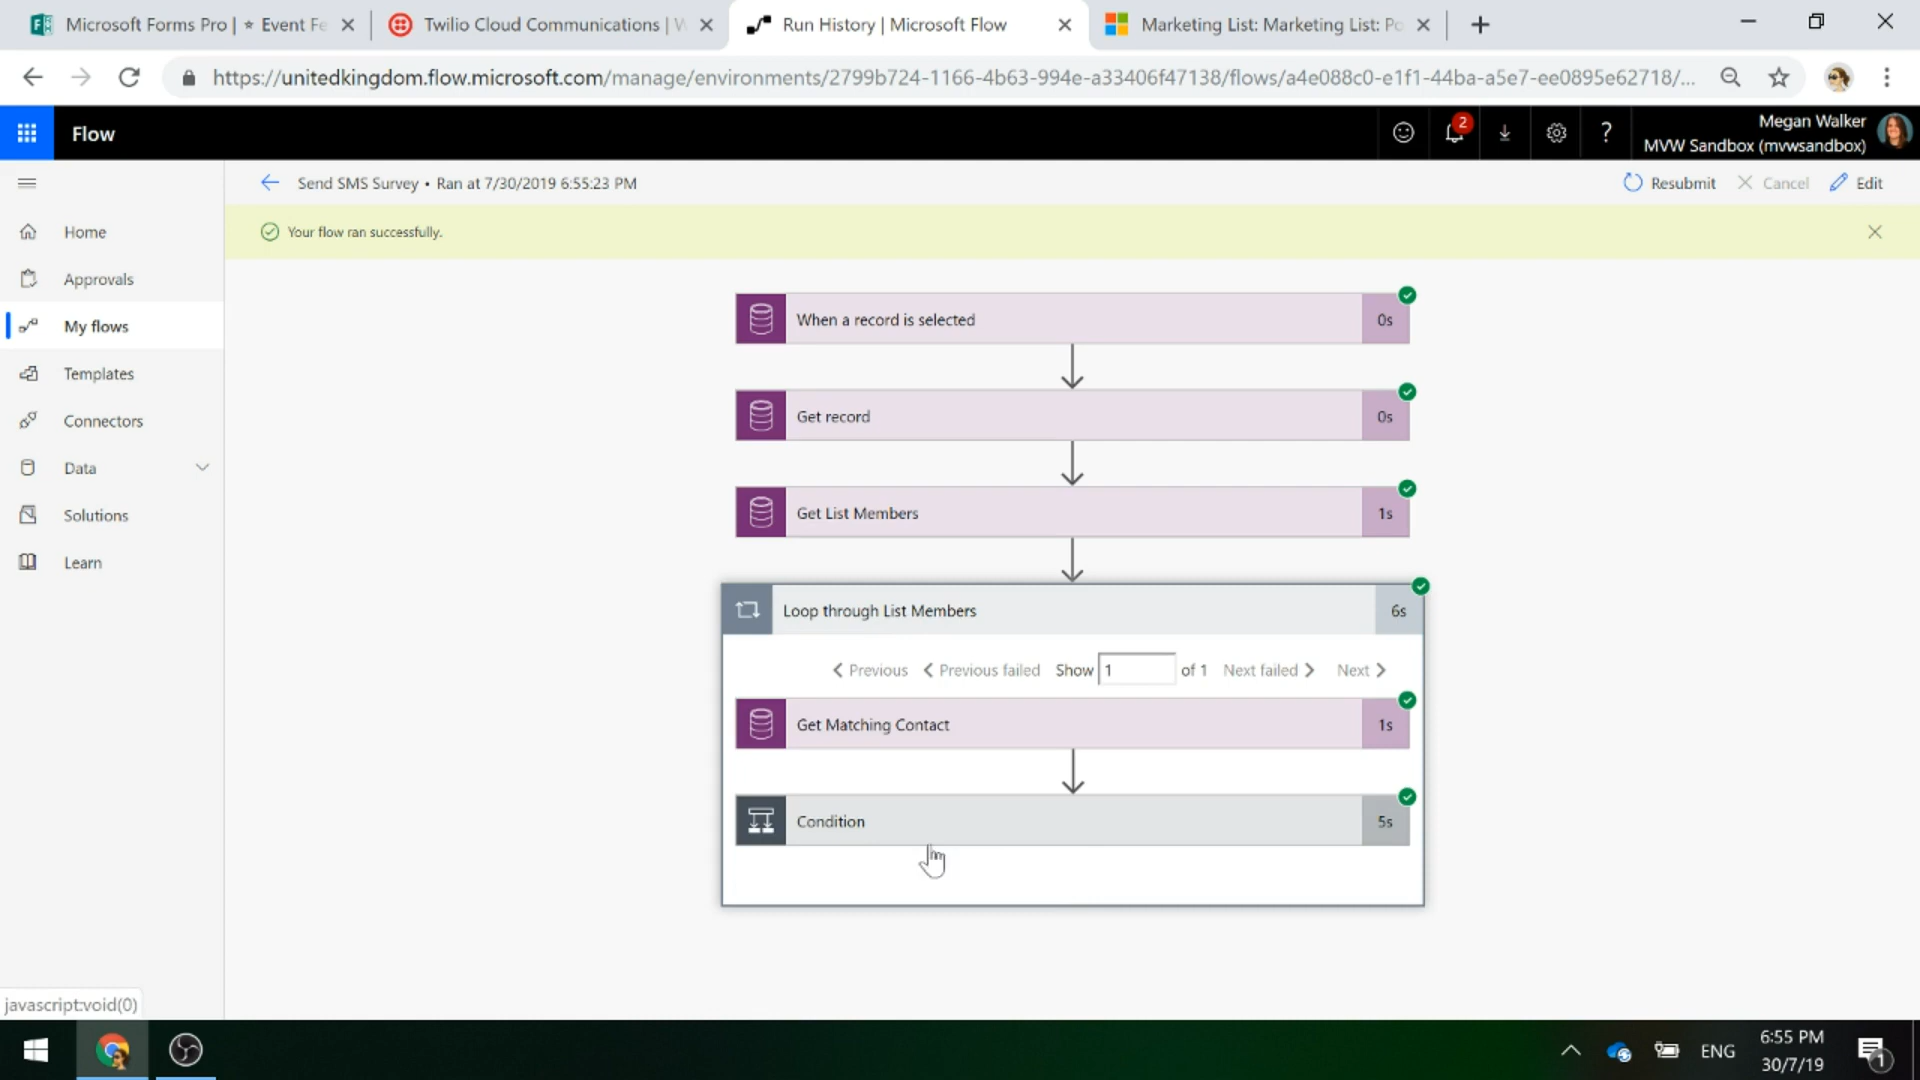 Microsoft Forms Pro | ⭐ Event Fe
Twilio Cloud Communications | W
Run History | Microsoft Flow
Marketing List: Marketing List: Po
https://unitedkingdom.flow.microsoft.com/manage/environments/2799b724-1166-4b63-994e-a33406f47138/flows/a4e088c0-e1f1-44ba-a5e7-ee0895e62718/...
Flow
2
?
Megan Walker
MVW Sandbox (mvwsandbox)
Send SMS Survey • Ran at 7/30/2019 6:55:23 PM
Resubmit
Cancel
Edit
Your flow ran successfully.
Home
Approvals
My flows
Templates
Connectors
Data
Solutions
Learn
When a record is selected
0s
Get record
0s
Get List Members
1s
Loop through List Members
6s
Previous
Previous failed
Show 1 of 1
Next failed
Next
Get Matching Contact
1s
Condition
5s
javascript:void(0)
ENG
6:55 PM
30/7/19
1